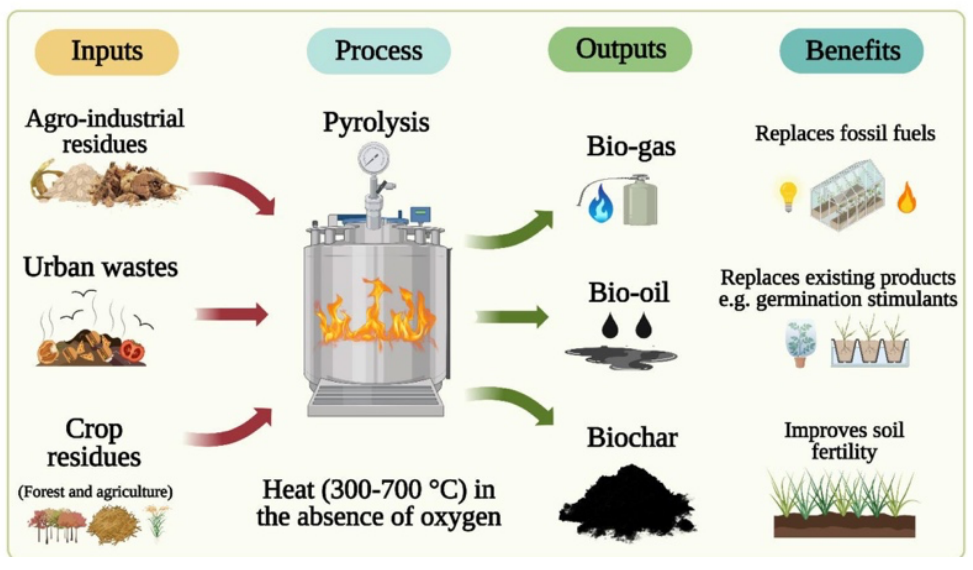 Inputs
Process
Outputs
Benefits
Agro-industrial
residues
Urban wastes
Crop
residues
(Forest and agriculture)
Pyrolysis
Heat (300-700 °C) in
the absence of oxygen
Bio-gas
Bio-oil
Biochar
Replaces fossil fuels
Replaces existing products
e.g. germination stimulants
Improves soil
fertility